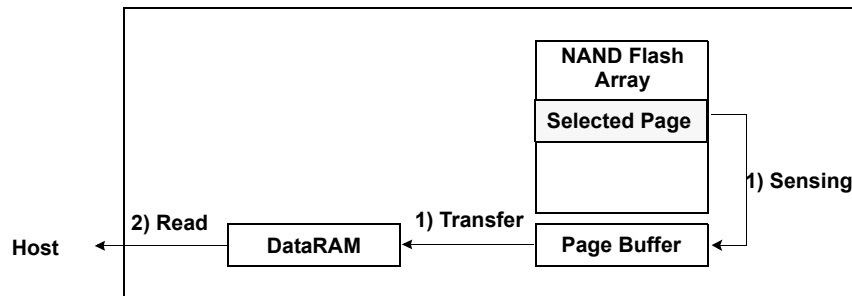 NAND Flash
Array
Selected Page
1) Sensing
2) Read
1) Transfer
Host
DataRAM
Page Buffer